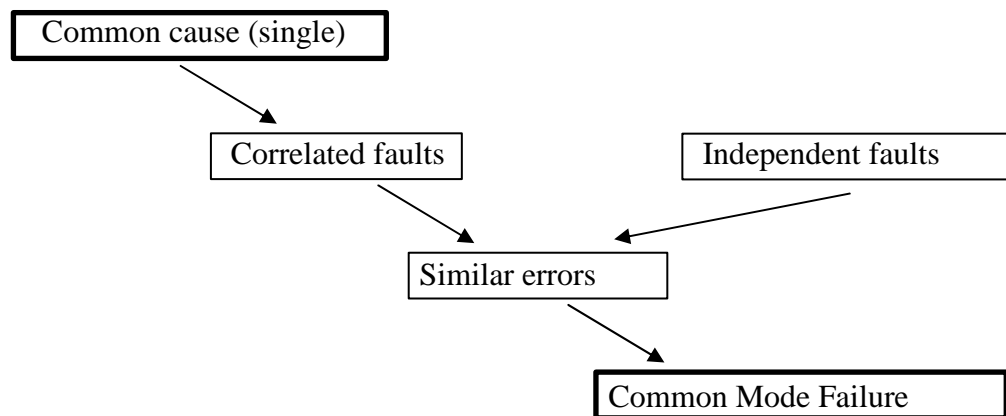 Common cause (single)
Correlated faults
Independent faults
Similar errors
Common Mode Failure